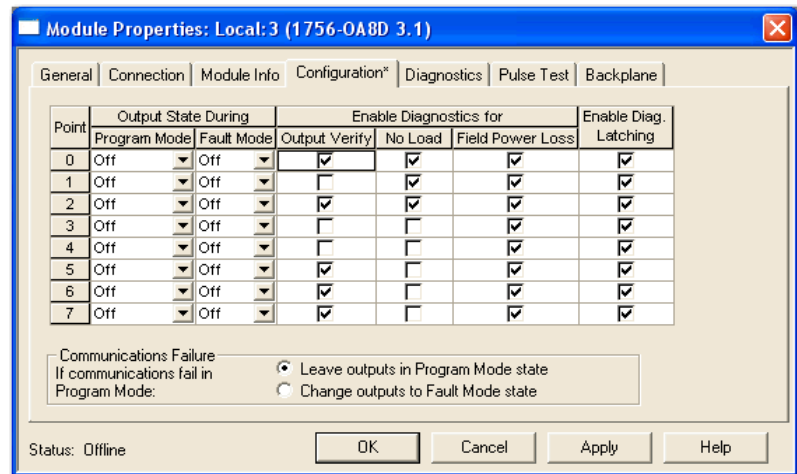 Module Properties: Local:3 (1756-OA8D 3.1)
General Connection Module Info Configuration* Diagnostics Pulse Test Backplane
Point Output State During Enable Diagnostics for Enable Diag. Latching
Program Mode Fault Mode Output Verify No Load Field Power Loss
0 Off Off
1 Off Off
2 Off Off
3 Off Off
4 Off Off
5 Off Off
6 Off Off
7 Off Off
Communications Failure
If communications fail in Program Mode:
Leave outputs in Program Mode state
Change outputs to Fault Mode state
Status: Offline
OK Cancel Apply Help